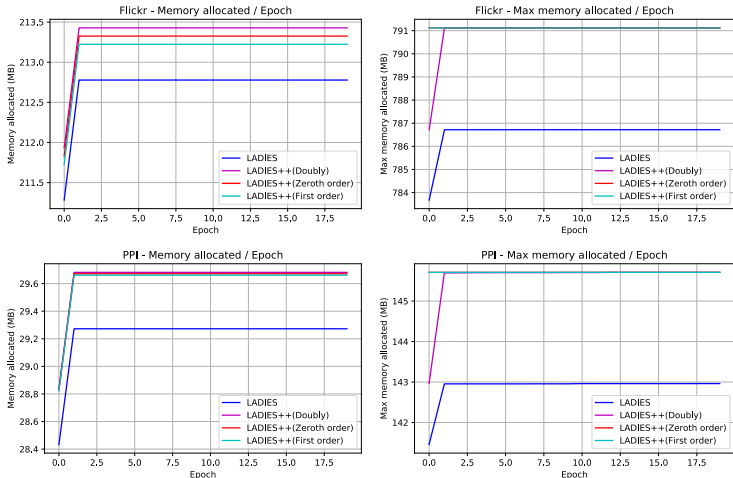 Flickr - Memory allocated / Epoch
Memory allocated (MB)
213.5
213.0
212.5
212.0
211.5
0.0 2.5 5.0 7.5 10.0 12.5 15.0 17.5
Epoch
LADIES
LADIES++(Doubly)
LADIES++(Zeroth order)
LADIES++(First order)
Flickr - Max memory allocated / Epoch
Max memory allocated (MB)
791
790
789
788
787
786
785
784
0.0 2.5 5.0 7.5 10.0 12.5 15.0 17.5
Epoch
LADIES
LADIES++(Doubly)
LADIES++(Zeroth order)
LADIES++(First order)
PPI - Memory allocated / Epoch
Memory allocated (MB)
29.6
29.4
29.2
29.0
28.8
28.6
28.4
0.0 2.5 5.0 7.5 10.0 12.5 15.0 17.5
Epoch
LADIES
LADIES++(Doubly)
LADIES++(Zeroth order)
LADIES++(First order)
PPI - Max memory allocated / Epoch
Max memory allocated (MB)
145
144
143
142
0.0 2.5 5.0 7.5 10.0 12.5 15.0 17.5
Epoch
LADIES
LADIES++(Doubly)
LADIES++(Zeroth order)
LADIES++(First order)